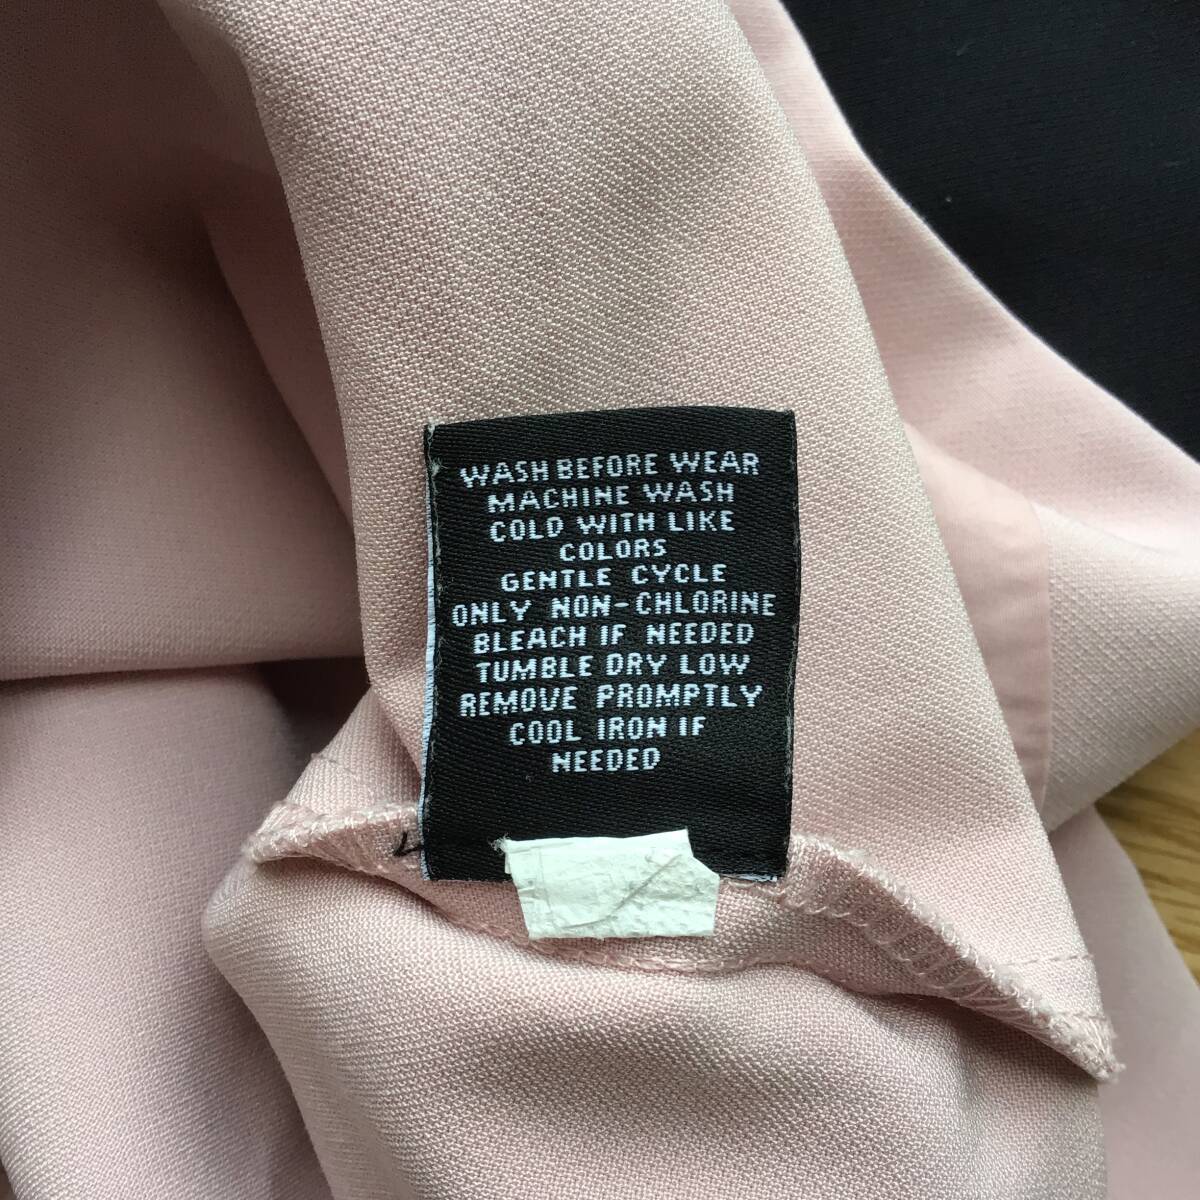 WASH BEFORE WEAR
MACHINE WASH
COLD WITH LIKE
COLORS
GENTLE CYCLE
ONLY NON-CHLORINE
BLEACH IF NEEDED
TUMBLE DRY LOW
REMOVE PROMPTLY
COOL IRON IF
NEEDED